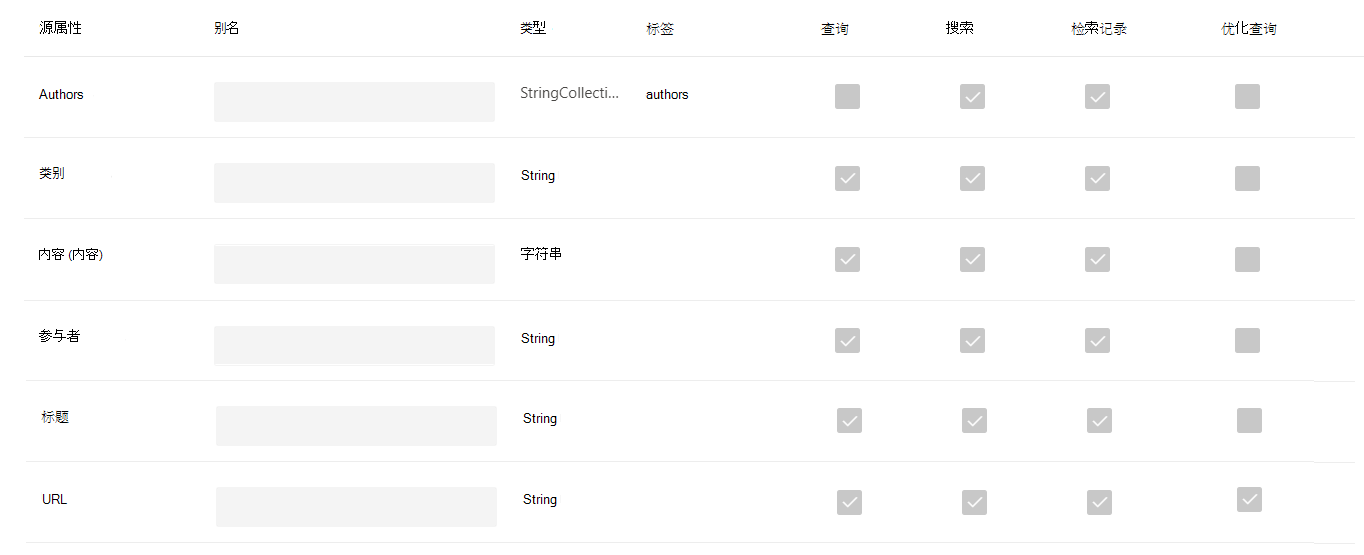 源属性 别名 类型 标签 查询 搜索 检索记录 优化查询
Authors StringCollecti... authors
类别 String
内容 (内容) 字符串
参与者 String
标题 String
URL String